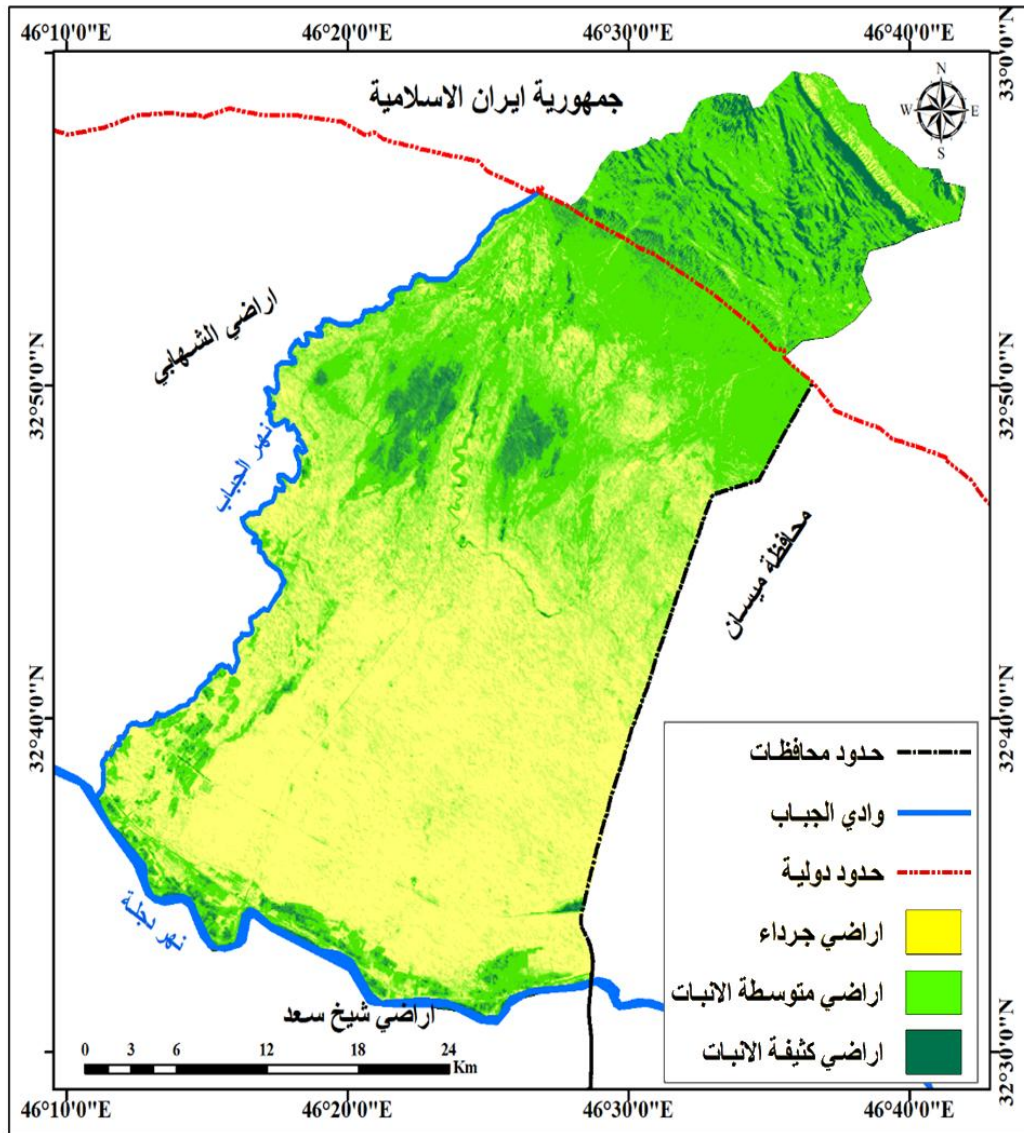 46°10'0"E 46°20'0"E 46°30'0"E 46°40'0"E
33°0'0"N
جمهورية ايران الاسلامية
N
W E
S
اراضي الشهابي
32°50'0"N 32°50'0"N
نهر الجباب
محافظة ميسان
32°40'0"N 32°40'0"N
حدود محافظات
وادي الجباب
حدود دولية
اراضي جرداء
اراضي متوسطة الانبات
اراضي كثيفة الانبات
نهر دجلة
اراضي شيخ سعد
32°30'0"N
0 3 6 12 18 24
Km
46°10'0"E 46°20'0"E 46°30'0"E 46°40'0"E